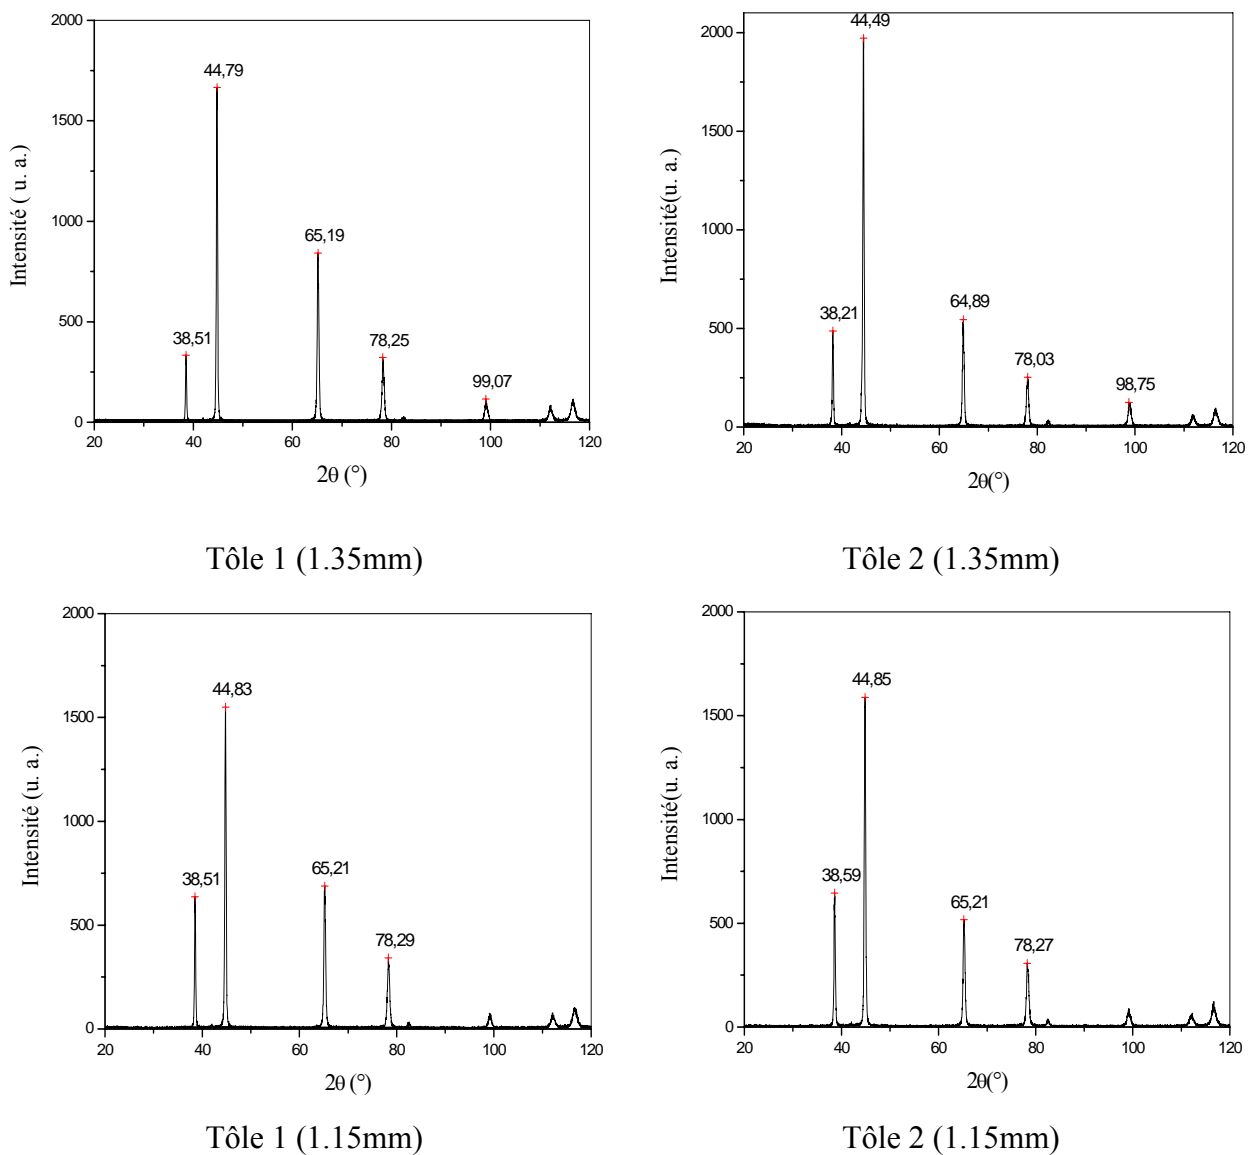 2000
1500
1000
500
0
Intensité ( u. a.)
44,79
65,19
38,51
78,25
99,07
20 40 60 80 100 120
2θ (°)
Tôle 1 (1.35mm)
2000
1500
1000
500
0
Intensité(u. a.)
44,49
64,89
38,21
78,03
98,75
20 40 60 80 100 120
2θ(°)
Tôle 2 (1.35mm)
2000
1500
1000
500
0
Intensité (u. a.)
44,83
65,21
38,51
78,29
20 40 60 80 100 120
2θ (°)
Tôle 1 (1.15mm)
2000
1500
1000
500
0
Intensité(u. a.)
44,85
38,59
65,21
78,27
20 40 60 80 100 120
2θ(°)
Tôle 2 (1.15mm)